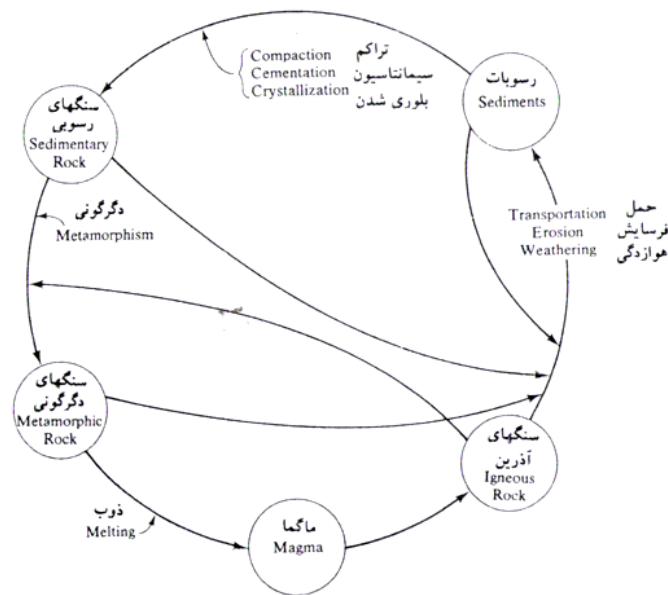 Compaction تراکم
Cementation سیمانتاسیون
Crystallization بلوری شدن
رسوبات
Sediments
سنگهای
رسوبی
Sedimentary
Rock
دگرگونی
Metamorphism
Transportation حمل
Erosion فرسایش
Weathering هوازدگی
سنگهای
دگرگونی
Metamorphic
Rock
سنگهای
آذرین
Igneous
Rock
ذوب
Melting
ماگما
Magma